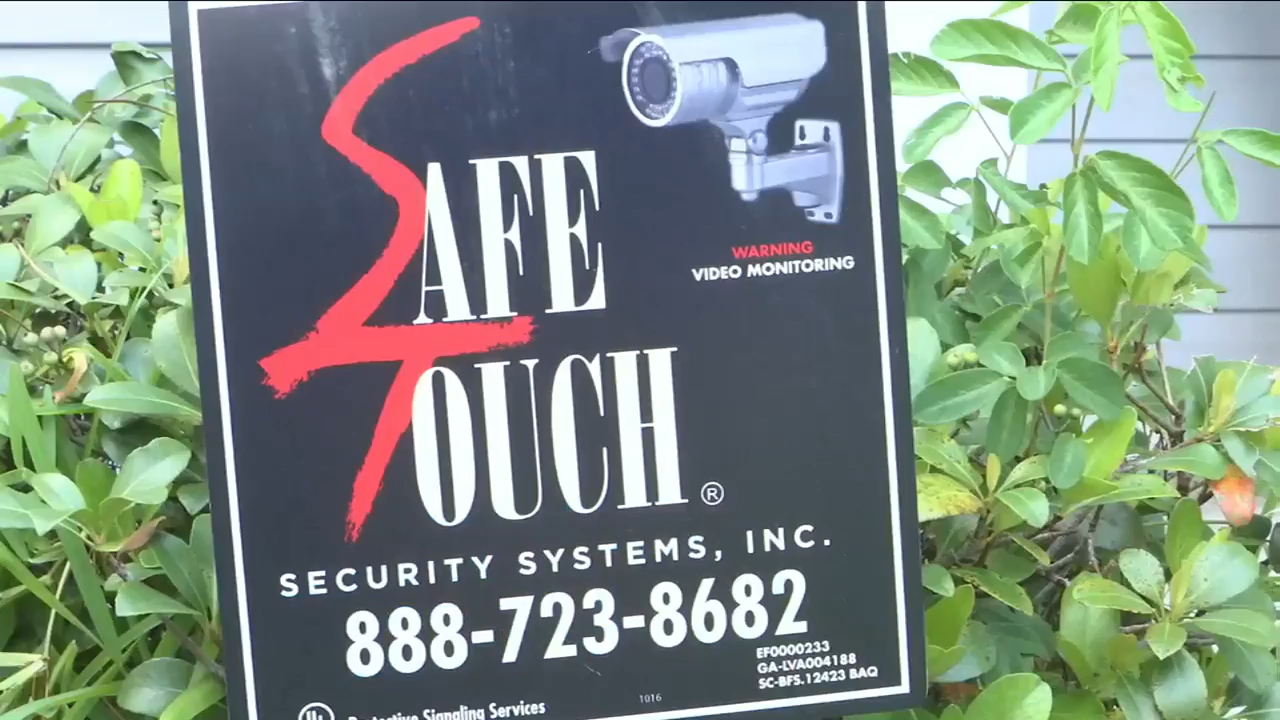 SAFE
TOUCH®
SECURITY SYSTEMS, INC.
888-723-8682
WARNING
VIDEO MONITORING
EF0000233
GA-LVA004188
SC-BFS.12423 BAQ
1016
UL Protective Signaling Services